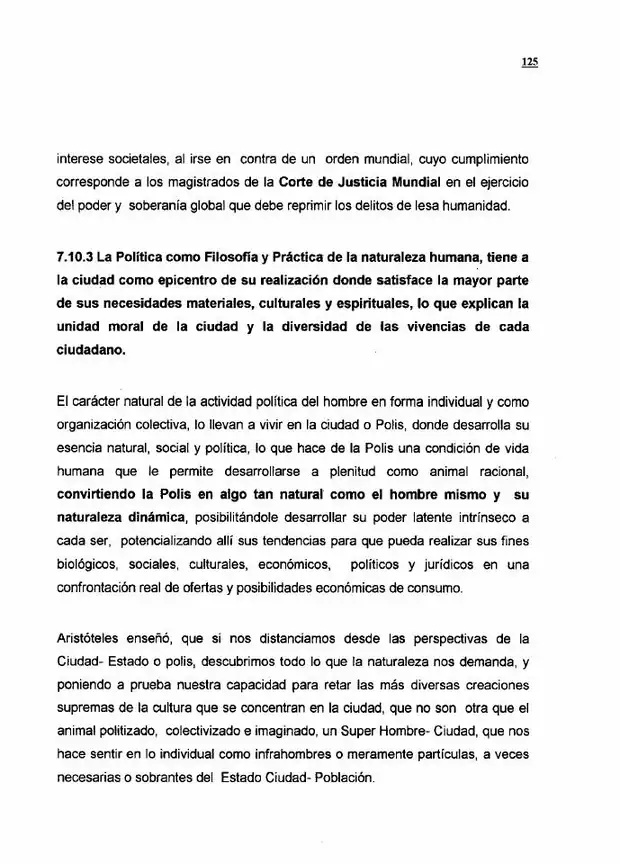 125
interese societales, al irse en contra de un orden mundial, cuyo cumplimiento
corresponde a los magistrados de la Corte de Justicia Mundial en el ejercicio
del poder y soberanía global que debe reprimir los delitos de lesa humanidad.
7.10.3 La Política como Filosofía y Práctica de la naturaleza humana, tiene a
la ciudad como epicentro de su realización donde satisface la mayor parte
de sus necesidades materiales, culturales y espirituales, lo que explican la
unidad moral de la ciudad y la diversidad de las vivencias de cada
ciudadano.
El carácter natural de la actividad política del hombre en forma individual y como
organización colectiva, lo llevan a vivir en la ciudad o Polis, donde desarrolla su
esencia natural, social y política, lo que hace de la Polis una condición de vida
humana que le permite desarrollarse a plenitud como animal racional,
convirtiendo la Polis en algo tan natural como el hombre mismo y su
naturaleza dinámica, posibilitándole desarrollar su poder latente intrínseco a
cada ser, potencializando allí sus tendencias para que pueda realizar sus fines
biológicos, sociales, culturales, económicos, políticos y jurídicos en una
confrontación real de ofertas y posibilidades económicas de consumo.
Aristóteles enseñó, que si nos distanciamos desde las perspectivas de la
Ciudad- Estado o polis, descubrimos todo lo que la naturaleza nos demanda, y
poniendo a prueba nuestra capacidad para retar las más diversas creaciones
supremas de la cultura que se concentran en la ciudad, que no son otra que el
animal politizado, colectivizado e imaginado, un Super Hombre- Ciudad, que nos
hace sentir en lo individual como infrahombres o meramente partículas, a veces
necesarias o sobrantes del Estado Ciudad- Población.